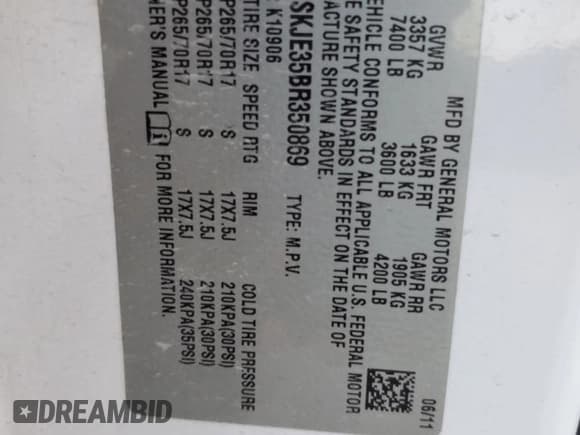 MFD BY GENERAL MOTORS LLC 06/11
GVWR GAWR FRT GAWR RR
3357 KG 1633 KG 1905 KG
7400 LB 3600 LB 4200 LB
VEHICLE CONFORMS TO ALL APPLICABLE U.S. FEDERAL MOTOR
E SAFETY STANDARDS IN EFFECT ON THE DATE OF
FACTURE SHOWN ABOVE.
SKJE35BR350869 TYPE: M.P.V.
K10906
TIRE SIZE SPEED RTG RIM COLD TIRE PRESSURE
P265/70R17 S 17X7.5J 210KPA(30PSI)
P265/70R17 S 17X7.5J 210KPA(30PSI)
P265/70R17 S 17X7.5J 240KPA(35PSI)
NER'S MANUAL FOR MORE INFORMATION.
DREAMBID